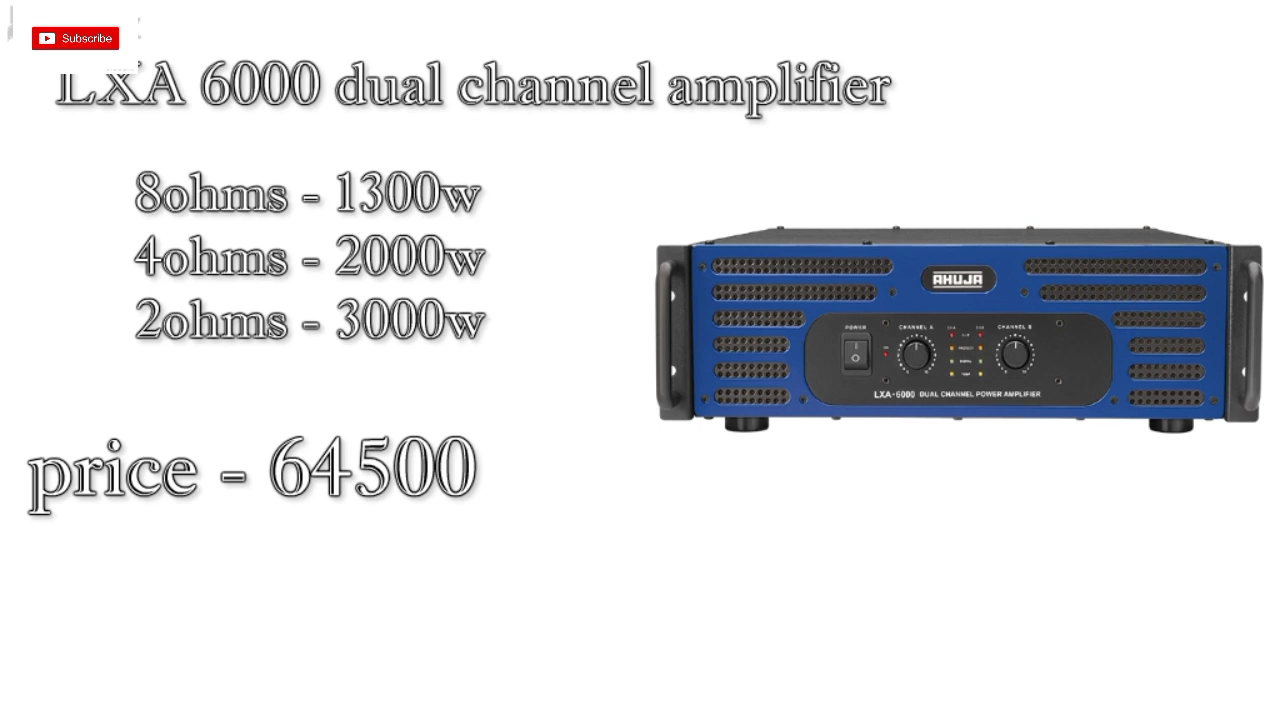 Subscribe
LXA 6000 dual channel amplifier
8ohms - 1300w
4ohms - 2000w
2ohms - 3000w
price - 64500
AHUJA
POWER
CHANNEL A
CHANNEL B
LXA-6000 DUAL CHANNEL POWER AMPLIFIER